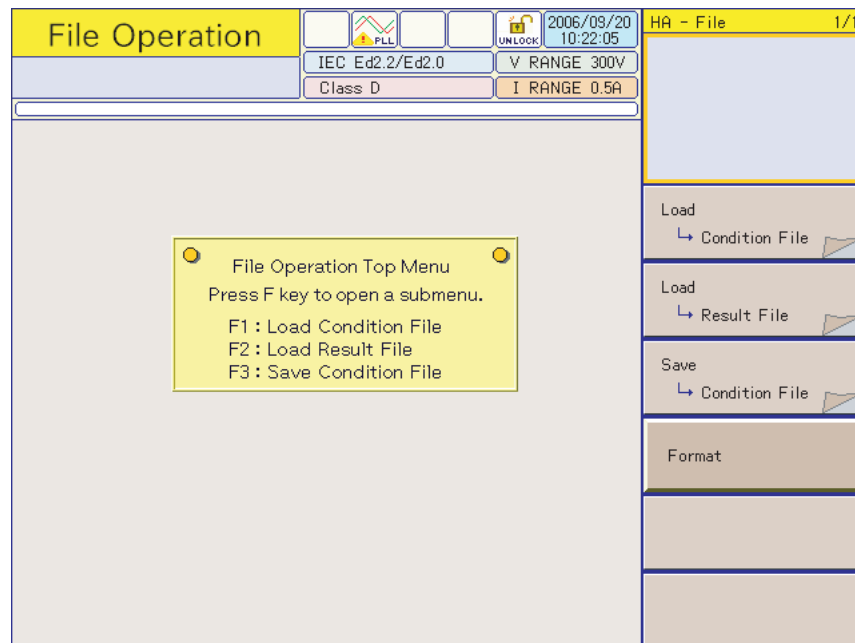 File Operation
PLL
UNLOCK
2006/09/20
10:22:05
IEC Ed2.2/Ed2.0
V RANGE 300V
Class D
I RANGE 0.5A
HA - File
File Operation Top Menu
Press F key to open a submenu.
F1 : Load Condition File
F2 : Load Result File
F3 : Save Condition File
Load
Condition File
Load
Result File
Save
Condition File
Format